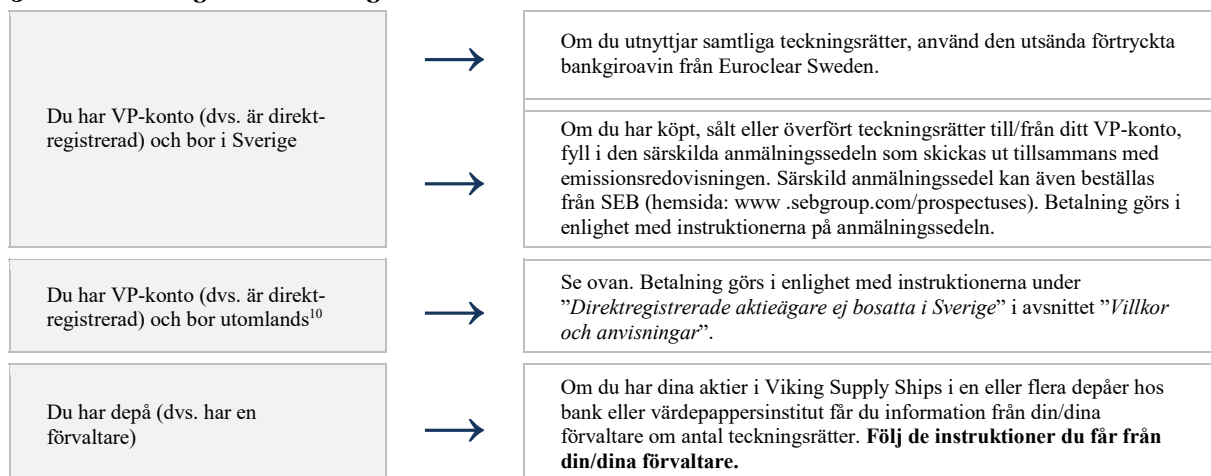 Du har VP-konto (dvs. är direkt-
registrerad) och bor i Sverige
Om du utnyttjar samtliga teckningsrätter, använd den utsända förtryckta
bankgiroavin från Euroclear Sweden.
Om du har köpt, sålt eller överfört teckningsrätter till/från ditt VP-konto,
fyll i den särskilda anmälningssedeln som skickas ut tillsammans med
emissionsredovisningen. Särskild anmälningssedel kan även beställas
från SEB (hemsida: www .sebgroup.com/prospectuses). Betalning görs i
enlighet med instruktionerna på anmälningssedeln.
Du har VP-konto (dvs. är direkt-
registrerad) och bor utomlands¹⁰
Se ovan. Betalning görs i enlighet med instruktionerna under
”Direktregistrerade aktieägare ej bosatta i Sverige” i avsnittet ”Villkor
och anvisningar”.
Du har depå (dvs. har en
förvaltare)
Om du har dina aktier i Viking Supply Ships i en eller flera depåer hos
bank eller värdepappersinstitut får du information från din/dina
förvaltare om antal teckningsrätter. Följ de instruktioner du får från
din/dina förvaltare.